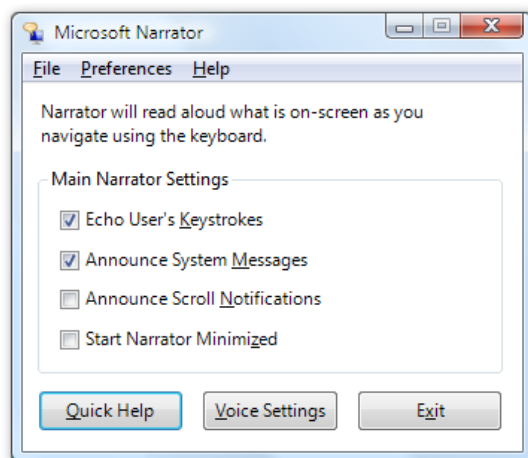 Microsoft Narrator
File Preferences Help
Narrator will read aloud what is on-screen as you
navigate using the keyboard.
Main Narrator Settings
Echo User's Keystrokes
Announce System Messages
Announce Scroll Notifications
Start Narrator Minimized
Quick Help Voice Settings Exit